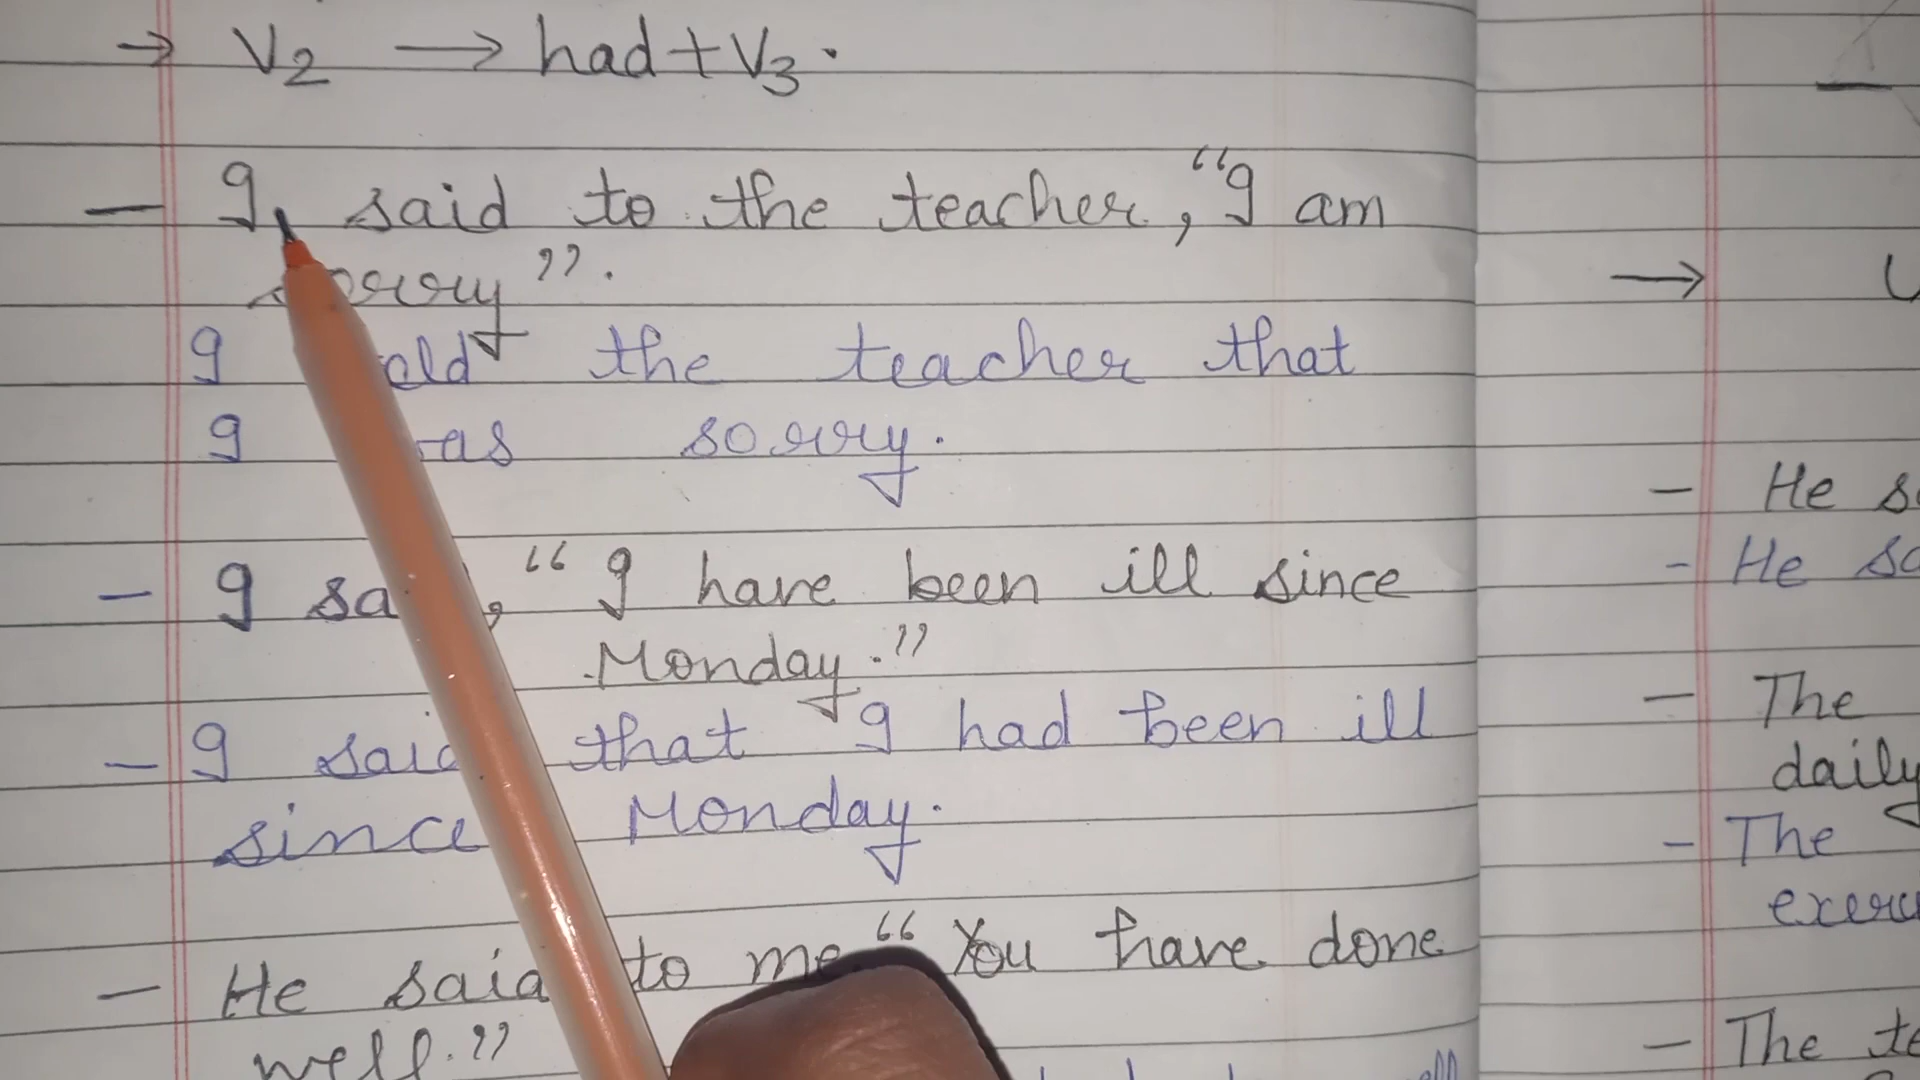 → V2 → had + V3.
- I said to the teacher, "I am
sorry".
I told the teacher that
I was sorry.
- I said, "I have been ill since
Monday."
- I said that I had been ill
since Monday.
- He said to me "You have done
well."
→
- He
- He
- The
daily
- The
- The